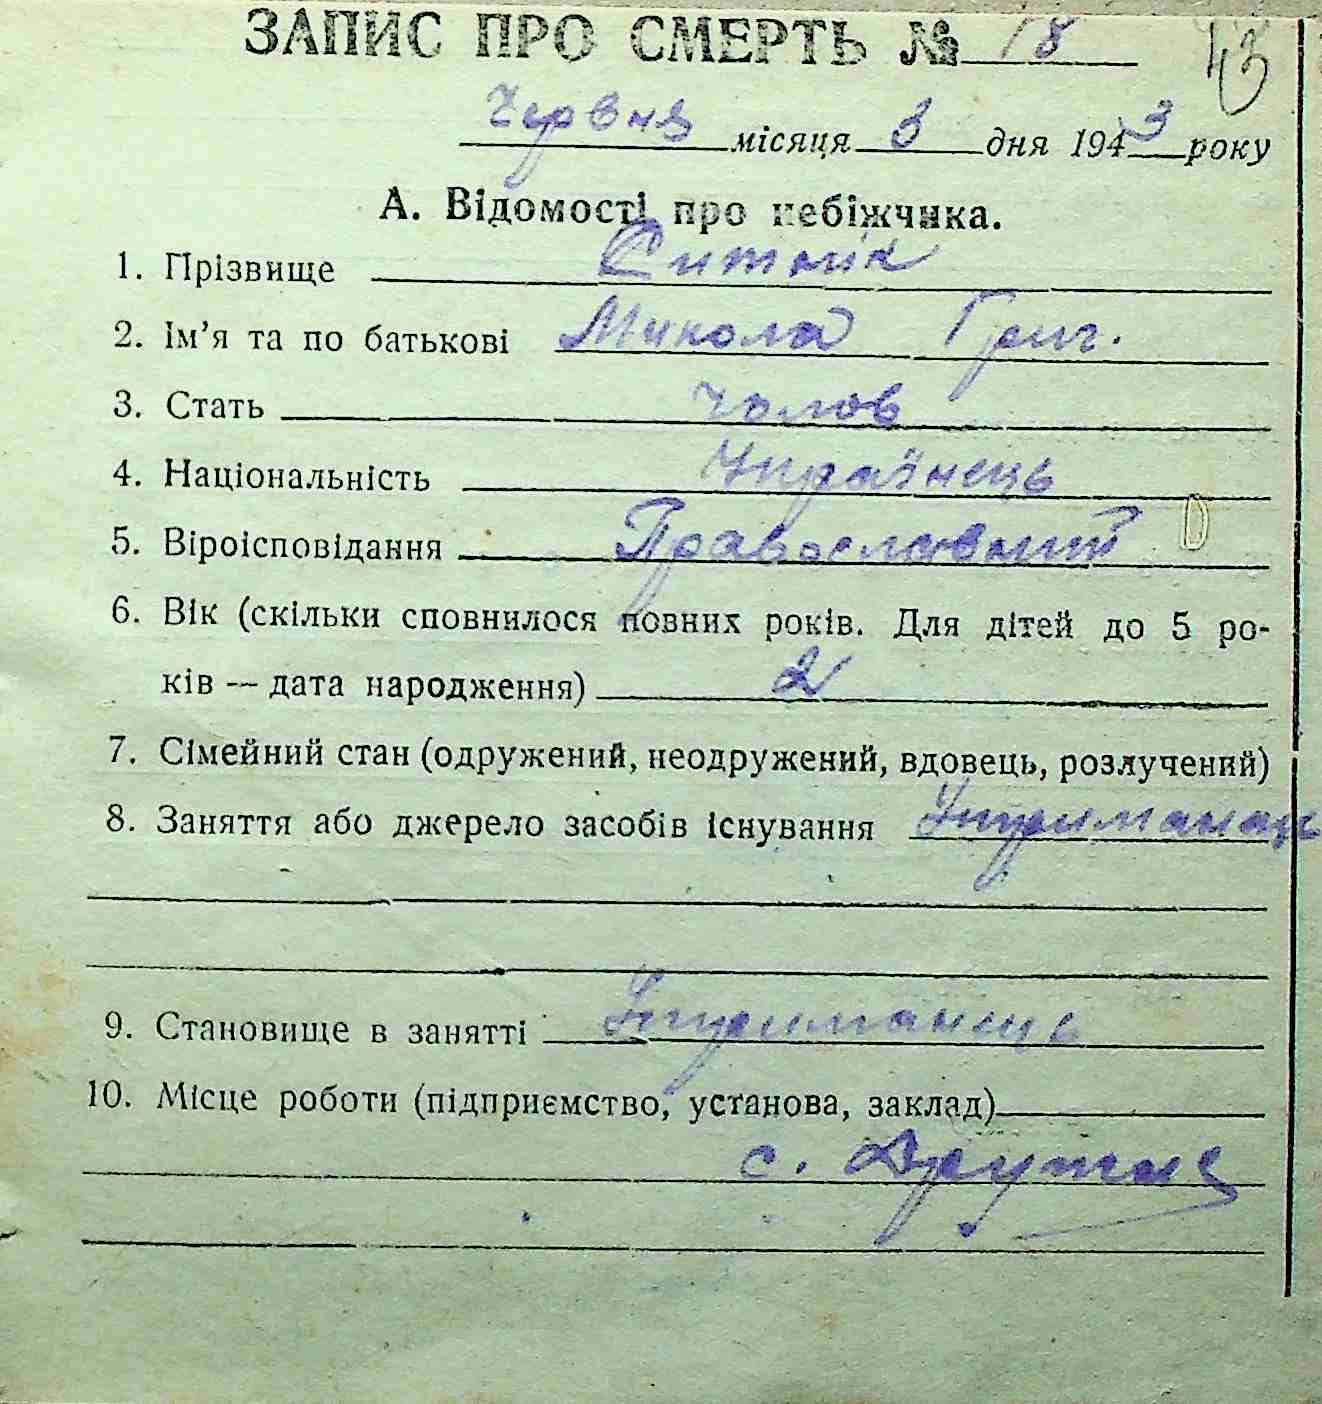 ЗАПИС ПРО СМЕРТЬ № 18 43
Червня місяця 3 дня 1943 року
А. Відомості про небіжчика.
1. Прізвище Ситнік
2. Ім’я та по батькові Микола Григ.
3. Стать чолов
4. Національність Українець
5. Віроісповідання Православний
6. Вік (скільки сповнилося повних років. Для дітей до 5 ро-
ків — дата народження) 2
7. Сімейний стан (одружений, неодружений, вдовець, розлучений)
8. Заняття або джерело засобів існування
9. Становище в занятті Утриманець
10. Місце роботи (підприємство, установа, заклад)
с.